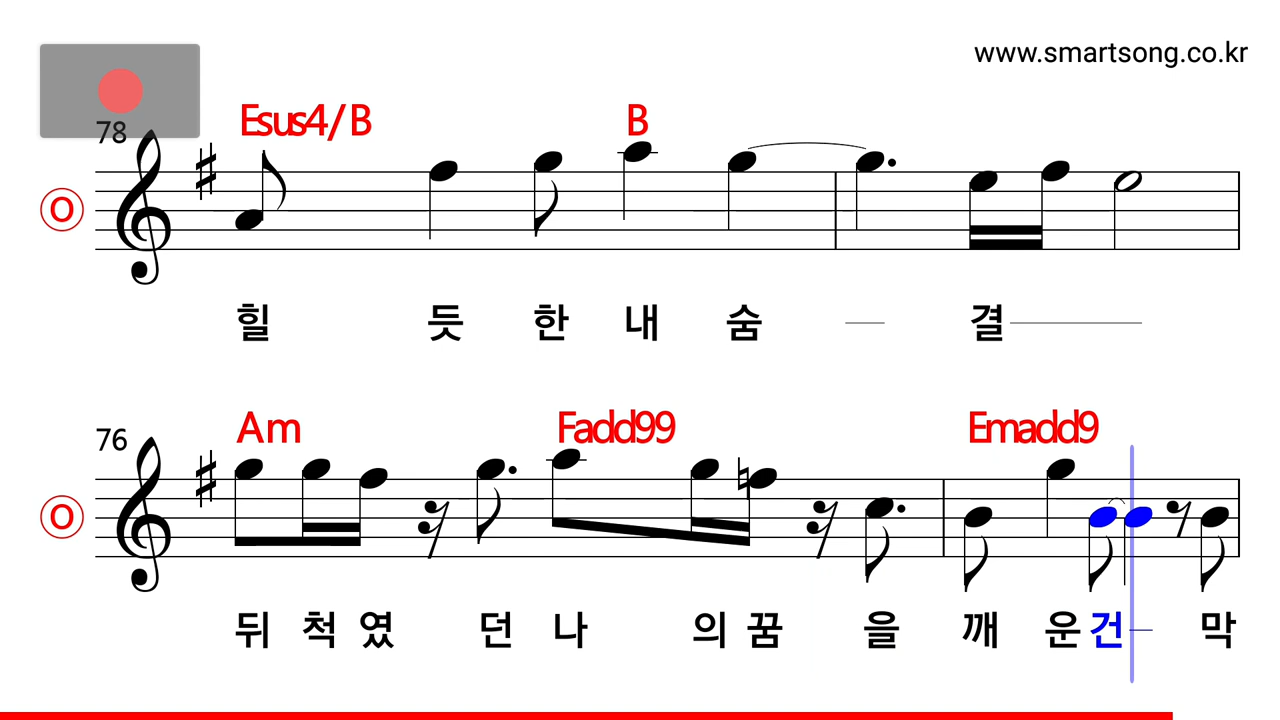 www.smartsong.co.kr
Esus4/B B
78
O
힐 듯 한 내 숨 결
Am Fadd99 Emadd9
76
O
뒤 척 였 던 나 의 꿈 을 깨 운 건 막